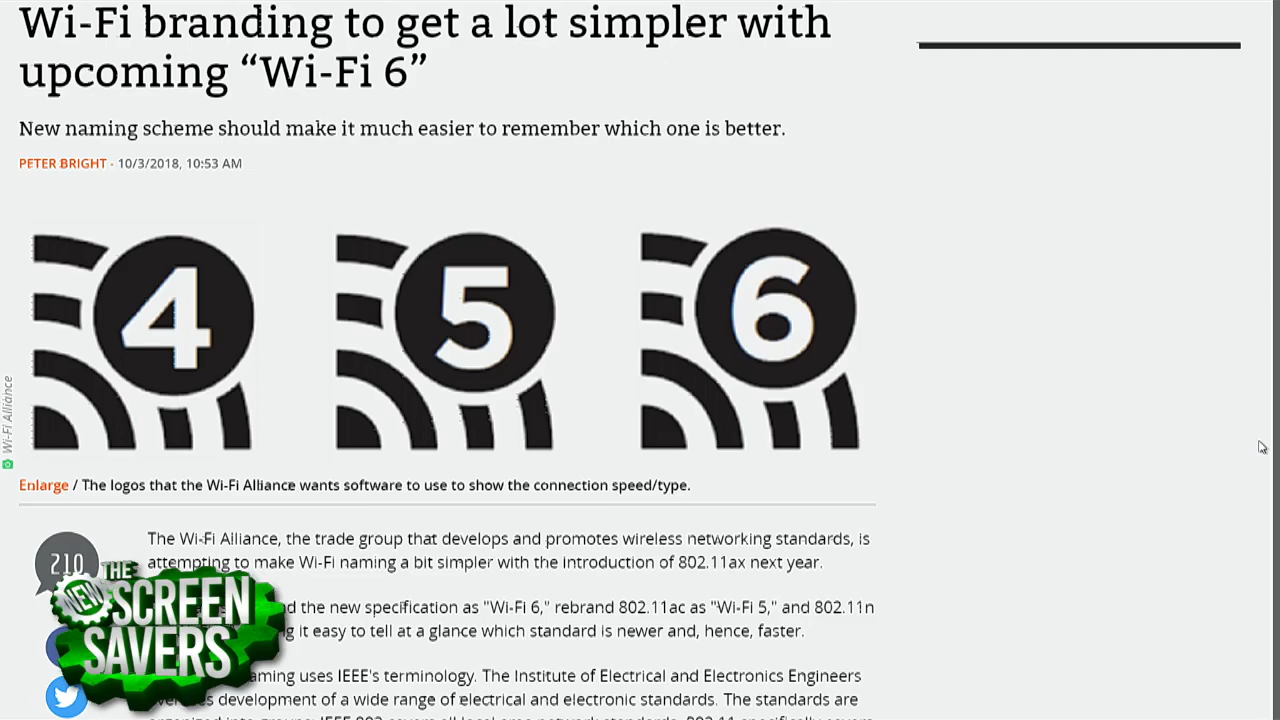 Wi-Fi branding to get a lot simpler with
upcoming “Wi-Fi 6”
New naming scheme should make it much easier to remember which one is better.
PETER BRIGHT - 10/3/2018, 10:53 AM
4 5 6
Wi-Fi Alliance
Enlarge / The logos that the Wi-Fi Alliance wants software to use to show the connection speed/type.
210
The Wi-Fi Alliance, the trade group that develops and promotes wireless networking standards, is
attempting to make Wi-Fi naming a bit simpler with the introduction of 802.11ax next year.
the new specification as "Wi-Fi 6," rebrand 802.11ac as "Wi-Fi 5," and 802.11n
it easy to tell at a glance which standard is newer and, hence, faster.
uses IEEE's terminology. The Institute of Electrical and Electronics Engineers
development of a wide range of electrical and electronic standards. The standards are
THE
NEW
SCREEN
SAVERS